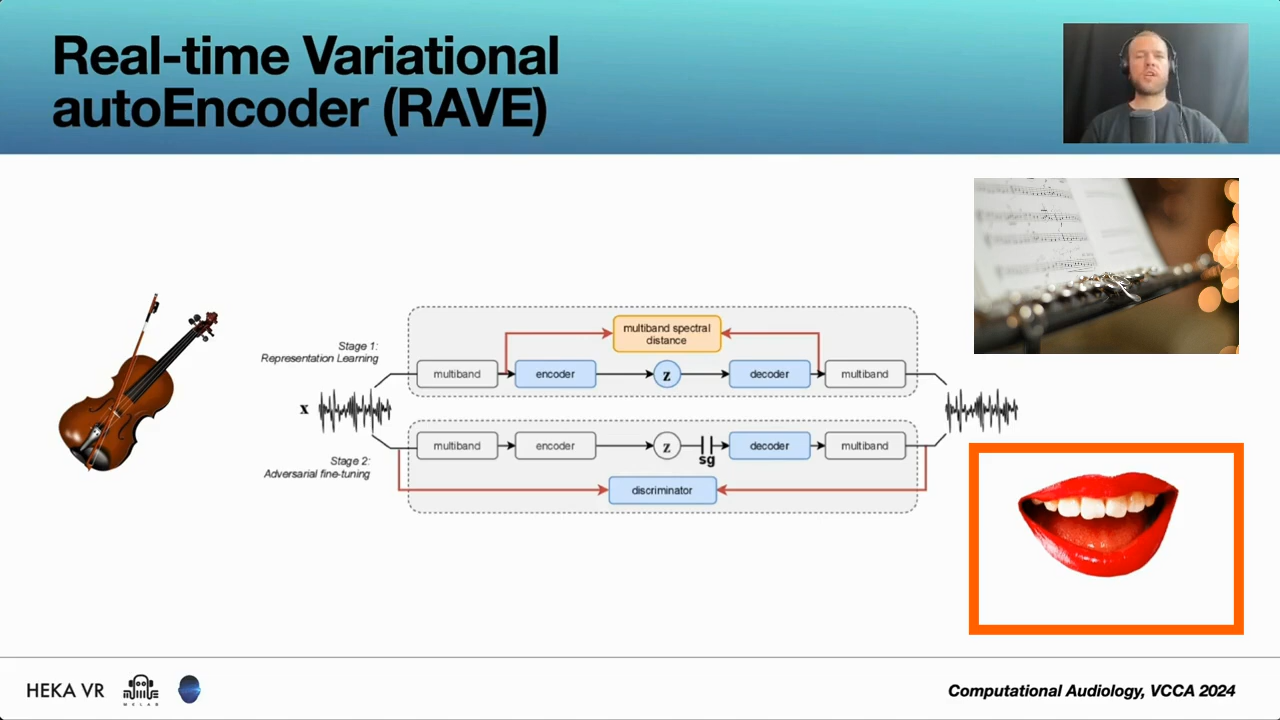 Real-time Variational
autoEncoder (RAVE)
Stage 1:
Representation Learning
multiband spectral
distance
multiband
encoder
z
decoder
multiband
x
multiband
encoder
z
sg
decoder
multiband
Stage 2:
Adversarial fine-tuning
discriminator
HEKA VR
Computational Audiology, VCCA 2024